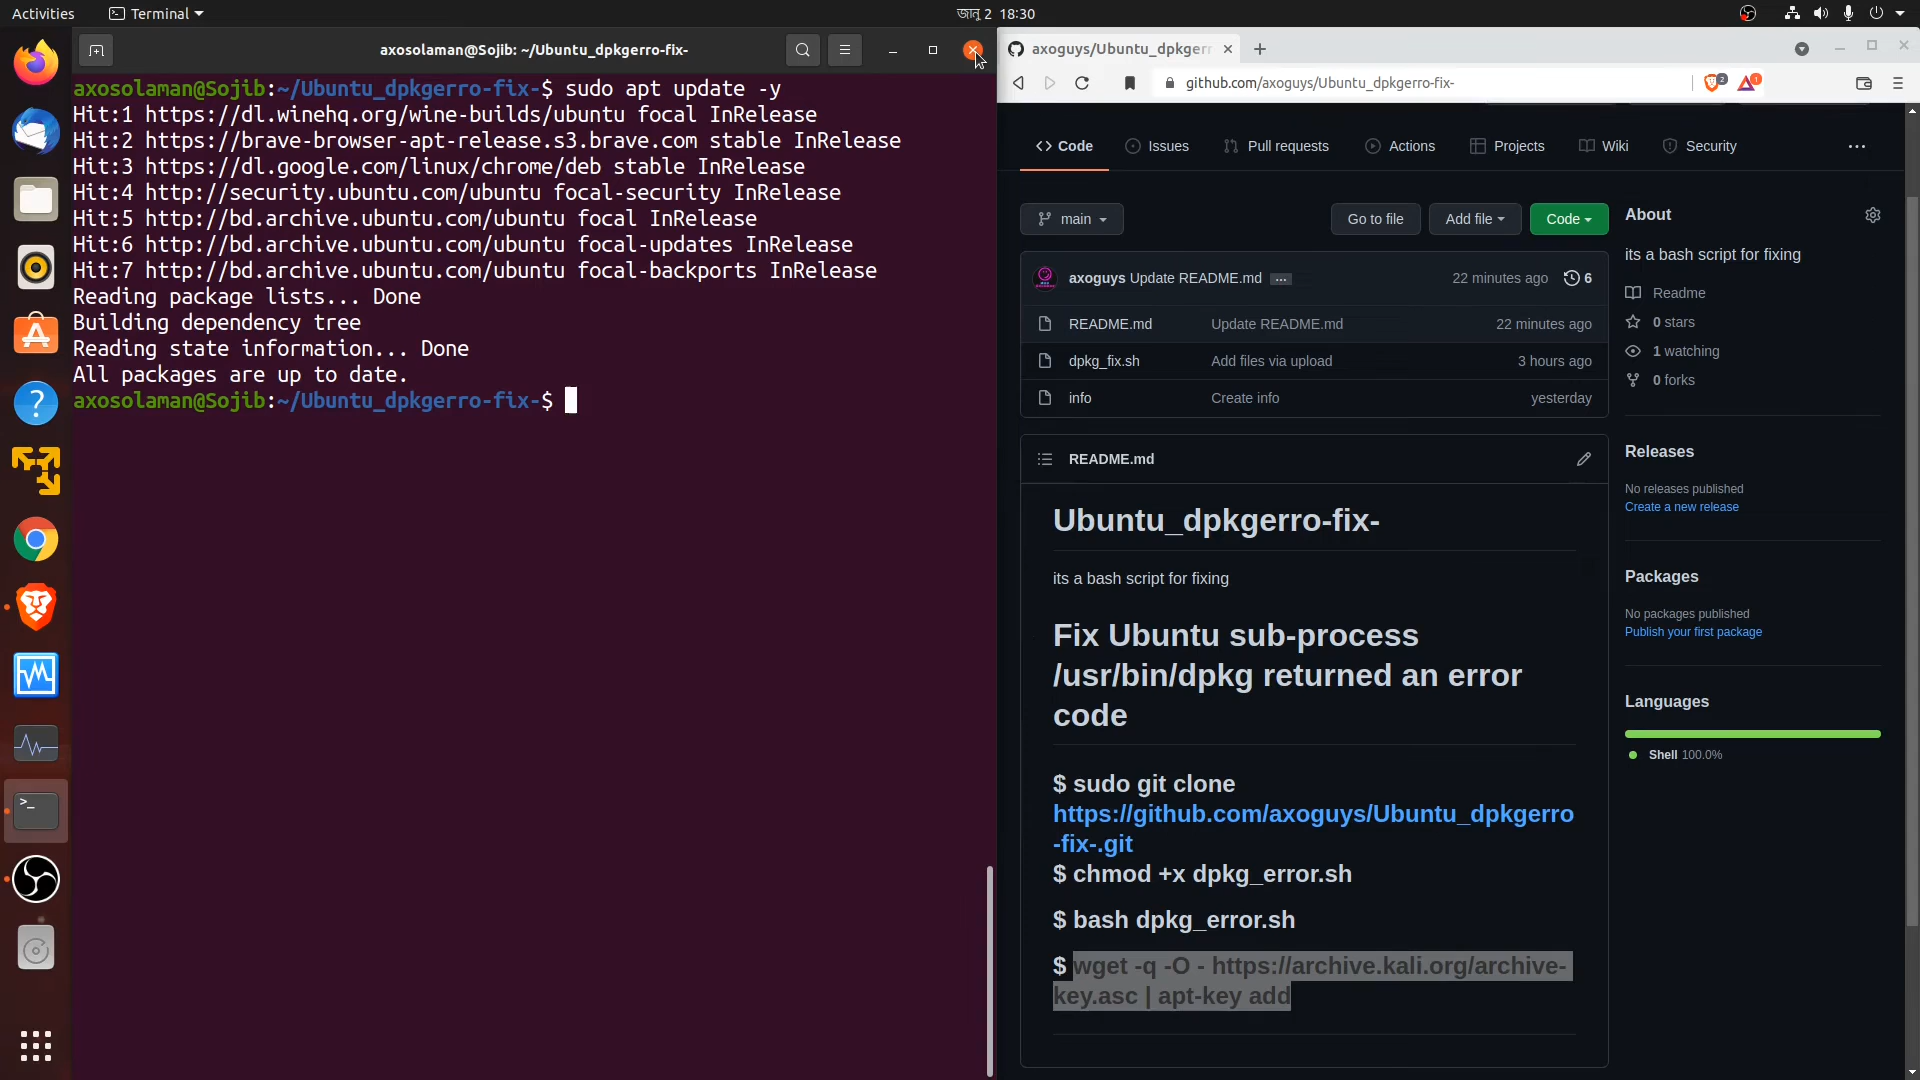 Activities
Terminal
জানু 2 18:30
axosolaman@Sojib: ~/Ubuntu_dpkgerro-fix-
axosolaman@Sojib:~/Ubuntu_dpkgerro-fix-$ sudo apt update -y
Hit:1 https://dl.winehq.org/wine-builds/ubuntu focal InRelease
Hit:2 https://brave-browser-apt-release.s3.brave.com stable InRelease
Hit:3 https://dl.google.com/linux/chrome/deb stable InRelease
Hit:4 http://security.ubuntu.com/ubuntu focal-security InRelease
Hit:5 http://bd.archive.ubuntu.com/ubuntu focal InRelease
Hit:6 http://bd.archive.ubuntu.com/ubuntu focal-updates InRelease
Hit:7 http://bd.archive.ubuntu.com/ubuntu focal-backports InRelease
Reading package lists... Done
Building dependency tree
Reading state information... Done
All packages are up to date.
axosolaman@Sojib:~/Ubuntu_dpkgerro-fix-$
axoguys/Ubuntu_dpkgerr
github.com/axoguys/Ubuntu_dpkgerro-fix-
2
1
Code
Issues
Pull requests
Actions
Projects
Wiki
Security
main
Go to file
Add file
Code
axoguys Update README.md ...
22 minutes ago
6
README.md
Update README.md
22 minutes ago
dpkg_fix.sh
Add files via upload
3 hours ago
info
Create info
yesterday
README.md
Ubuntu_dpkgerro-fix-
its a bash script for fixing
Fix Ubuntu sub-process
/usr/bin/dpkg returned an error
code
$ sudo git clone
https://github.com/axoguys/Ubuntu_dpkgerro
-fix-.git
$ chmod +x dpkg_error.sh
$ bash dpkg_error.sh
$ wget -q -O - https://archive.kali.org/archive-
key.asc | apt-key add
About
its a bash script for fixing
Readme
0 stars
1 watching
0 forks
Releases
No releases published
Create a new release
Packages
No packages published
Publish your first package
Languages
Shell 100.0%